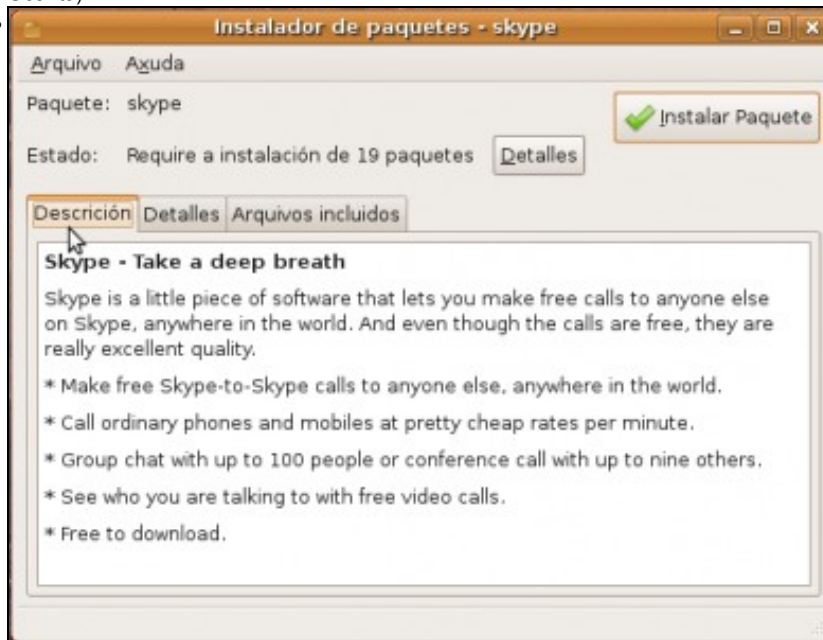 Instalador de paquetes - skype
Arquivo Axuda
Paquete: skype
Instalar Paquete
Estado: Require a instalación de 19 paquetes Detalles
Descrición Detalles Arquivos incluidos
Skype - Take a deep breath
Skype is a little piece of software that lets you make free calls to anyone else
on Skype, anywhere in the world. And even though the calls are free, they are
really excellent quality.
* Make free Skype-to-Skype calls to anyone else, anywhere in the world.
* Call ordinary phones and mobiles at pretty cheap rates per minute.
* Group chat with up to 100 people or conference call with up to nine others.
* See who you are talking to with free video calls.
* Free to download.